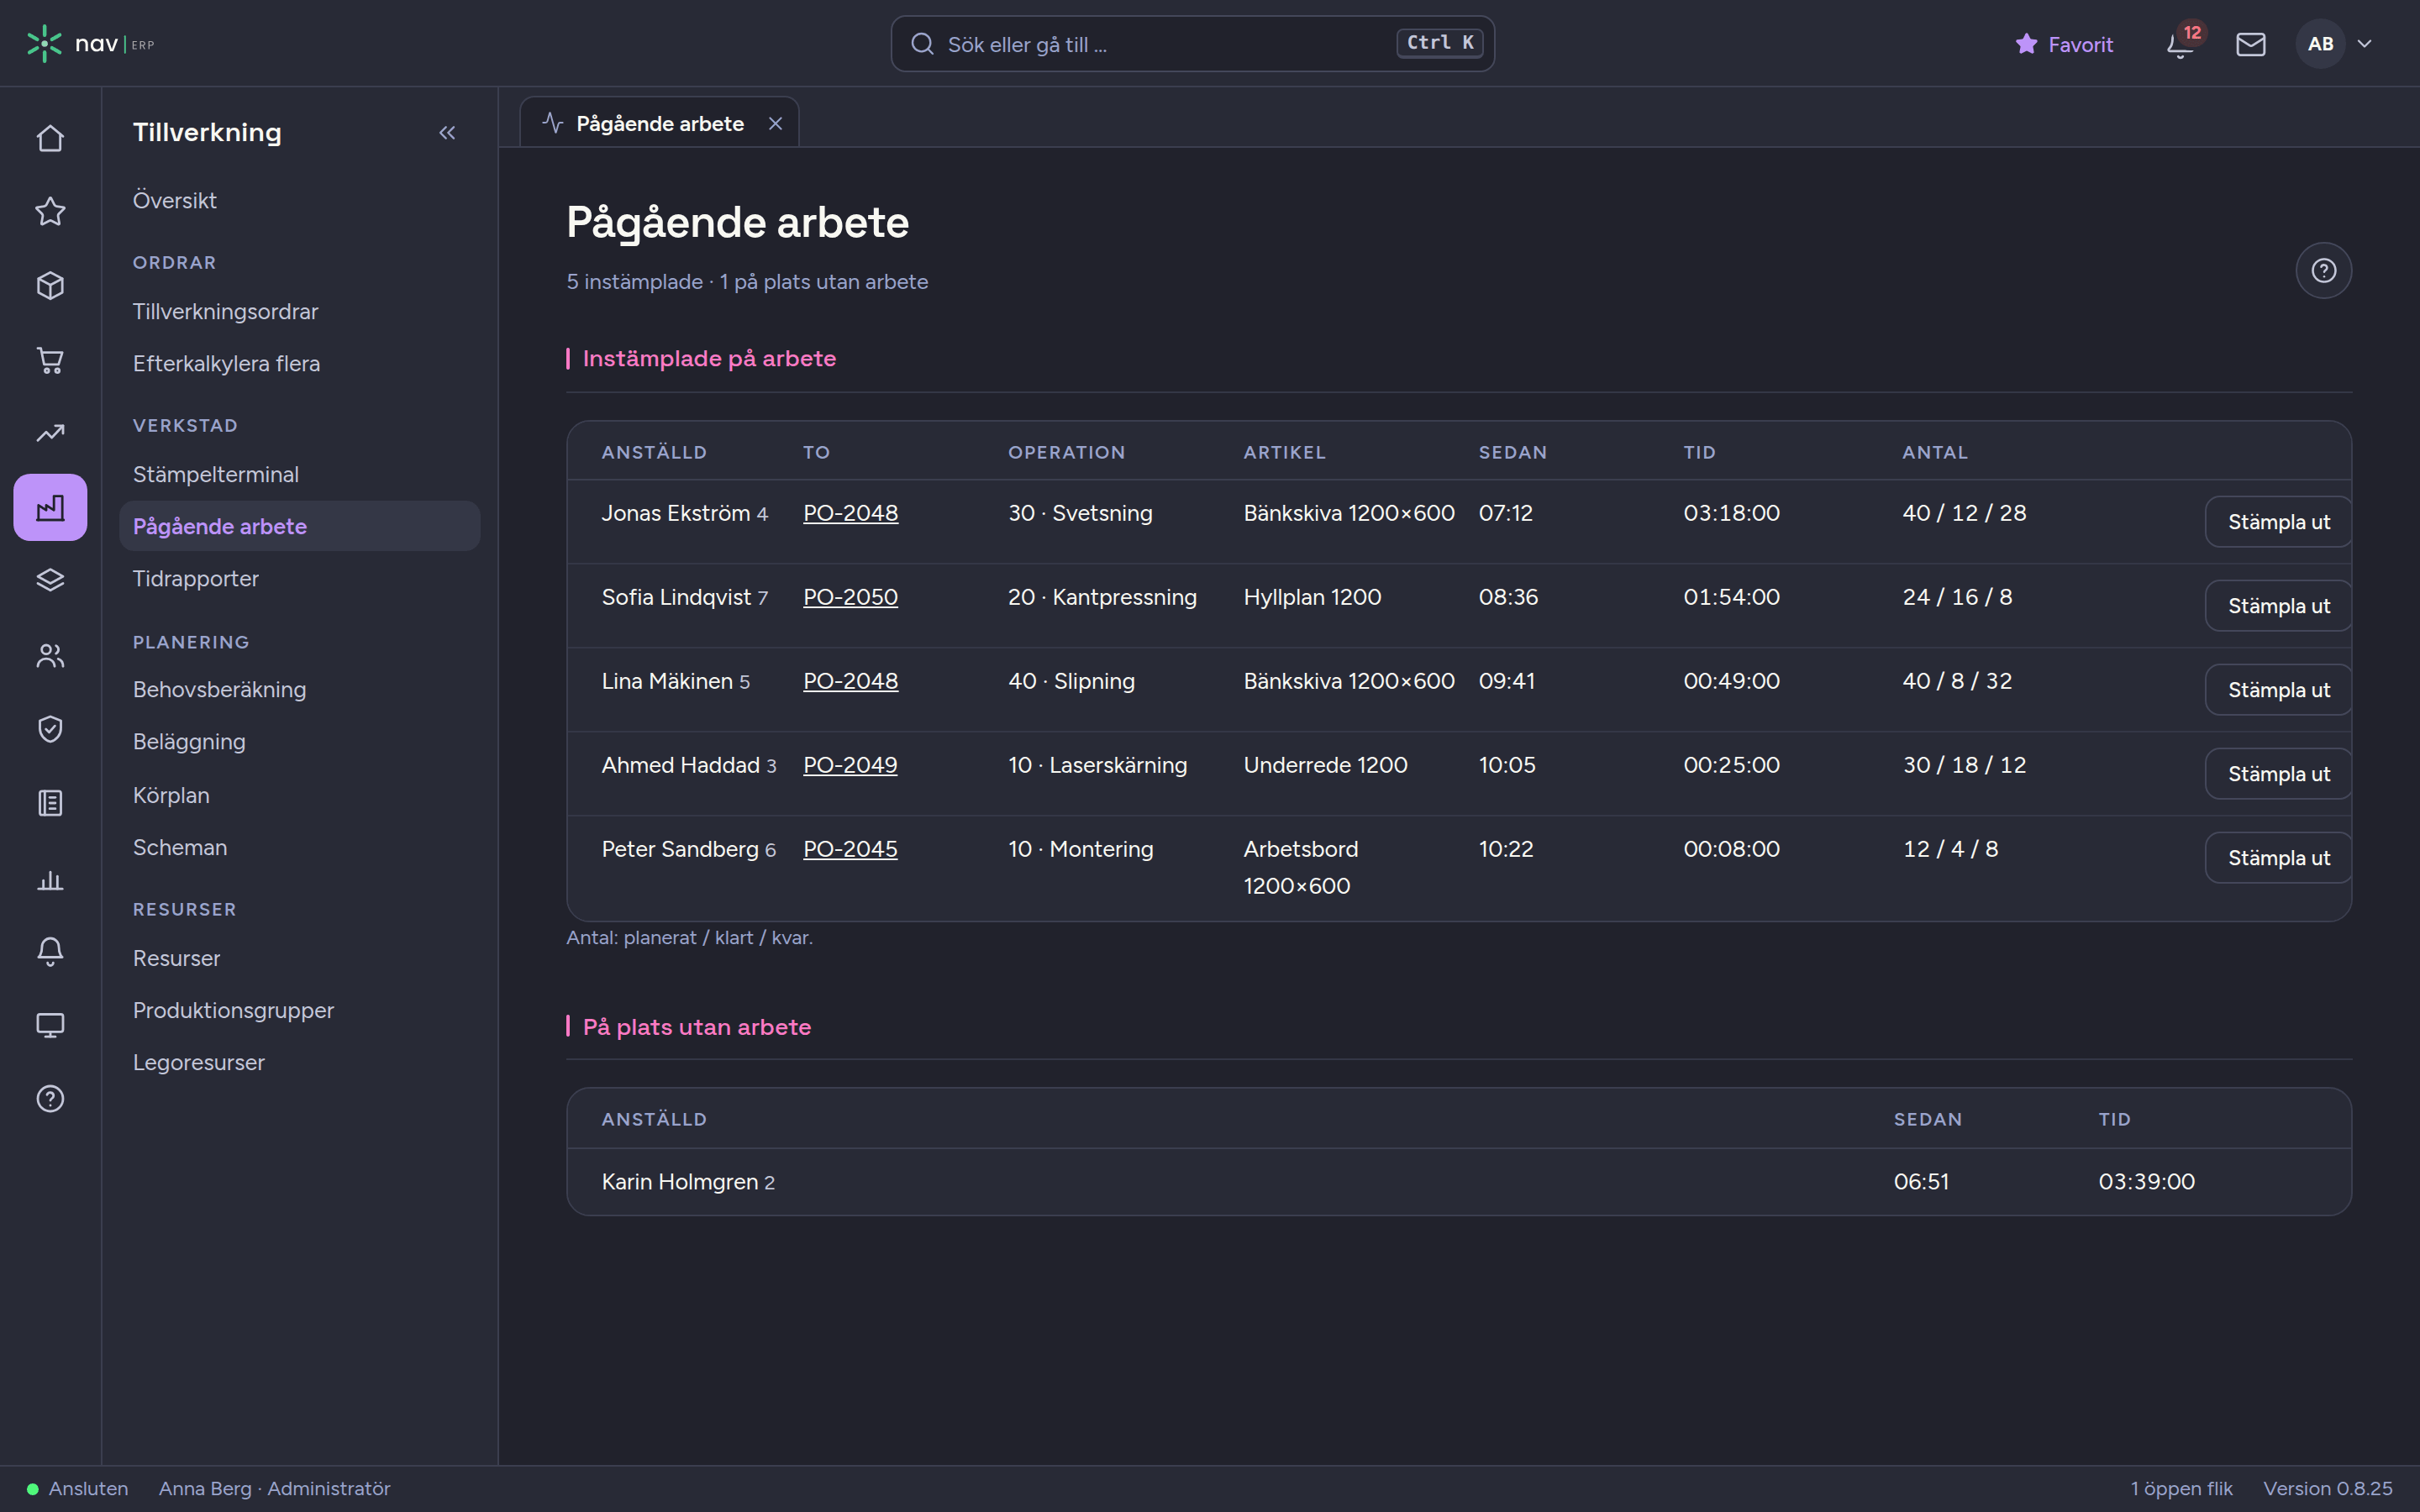 nav ERP
Sök eller gå till ...
Ctrl K
Favorit
12
AB
Tillverkning
Översikt
ORDRAR
Tillverkningsordrar
Efterkalkylera flera
VERKSTAD
Stämpelterminal
Pågående arbete
Tidrapporter
PLANERING
Behovsberäkning
Beläggning
Körplan
Scheman
RESURSER
Resurser
Produktionsgrupper
Legoresurser
Pågående arbete
Pågående arbete
5 instämplade · 1 på plats utan arbete
Instämplade på arbete
ANSTÄLLD TO OPERATION ARTIKEL SEDAN TID ANTAL
Jonas Ekström 4 PO-2048 30 · Svetsning Bänkskiva 1200×600 07:12 03:18:00 40 / 12 / 28 Stämpla ut
Sofia Lindqvist 7 PO-2050 20 · Kantpressning Hyllplan 1200 08:36 01:54:00 24 / 16 / 8 Stämpla ut
Lina Mäkinen 5 PO-2048 40 · Slipning Bänkskiva 1200×600 09:41 00:49:00 40 / 8 / 32 Stämpla ut
Ahmed Haddad 3 PO-2049 10 · Laserskärning Underrede 1200 10:05 00:25:00 30 / 18 / 12 Stämpla ut
Peter Sandberg 6 PO-2045 10 · Montering Arbetsbord 1200×600 10:22 00:08:00 12 / 4 / 8 Stämpla ut
Antal: planerat / klart / kvar.
På plats utan arbete
ANSTÄLLD SEDAN TID
Karin Holmgren 2 06:51 03:39:00
Ansluten Anna Berg · Administratör 1 öppen flik Version 0.8.25